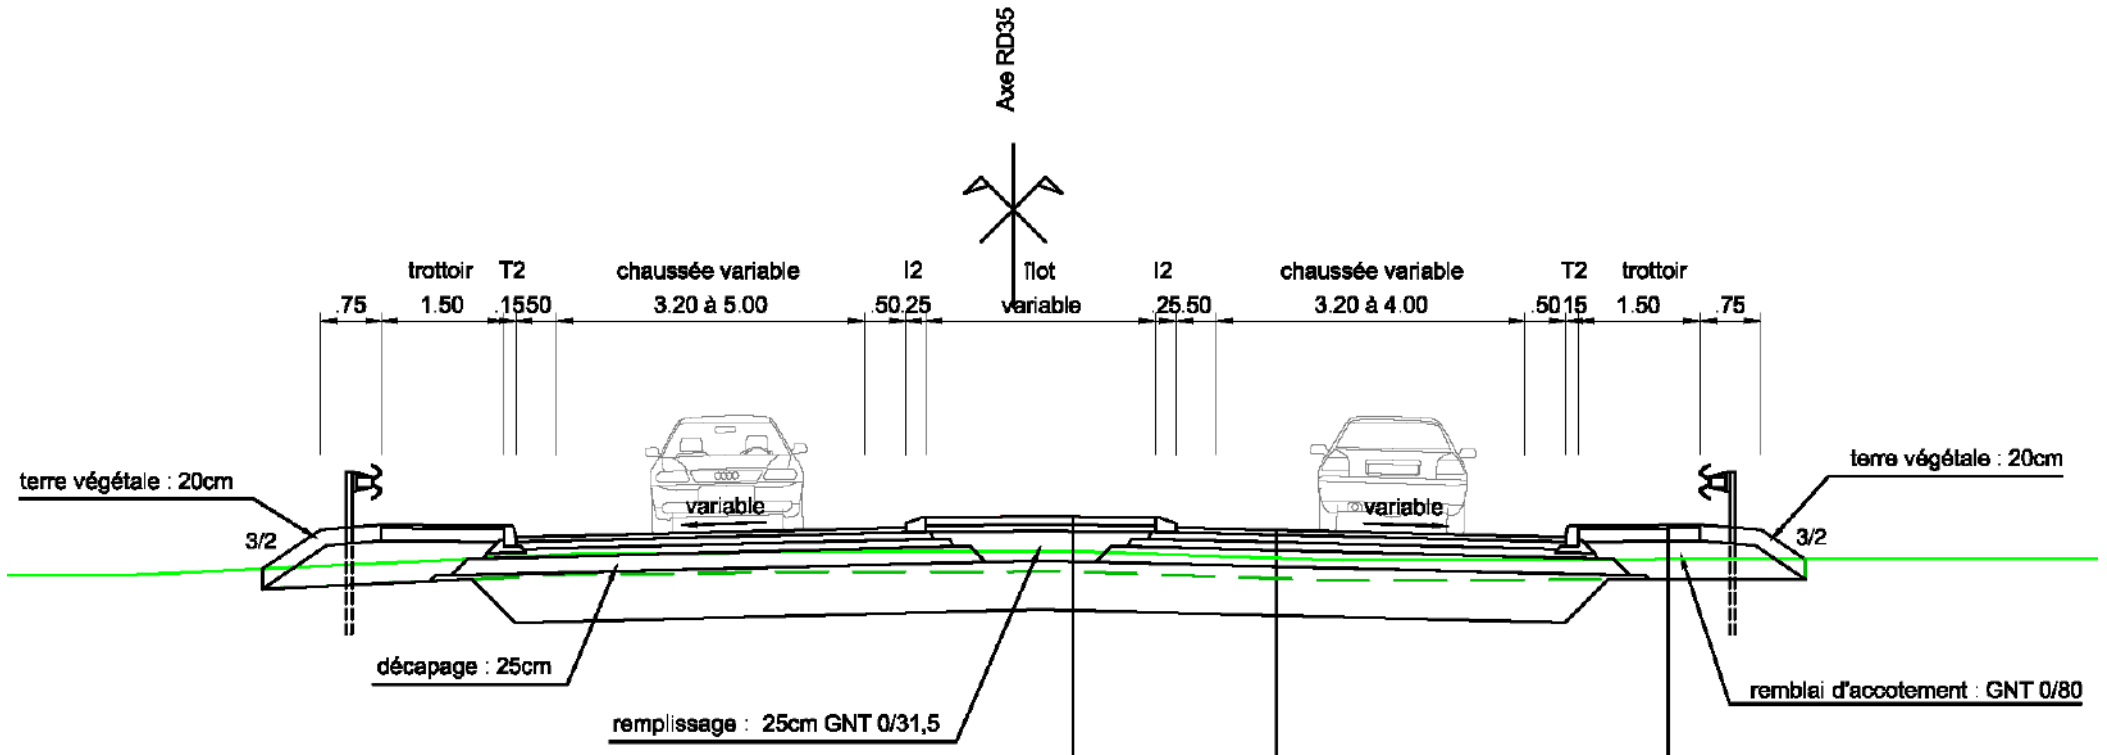 Axe RD35
trottoir T2 chaussée variable I2 îlot I2 chaussée variable T2 trottoir
.75 1.50 .15 50 3.20 à 5.00 .50 .25 variable .25 .50 3.20 à 4.00 .50 15 1.50 .75
terre végétale : 20cm
terre végétale : 20cm
variable
variable
3/2
3/2
décapage : 25cm
remblai d'accotement : GNT 0/80
remplissage : 25cm GNT 0/31,5